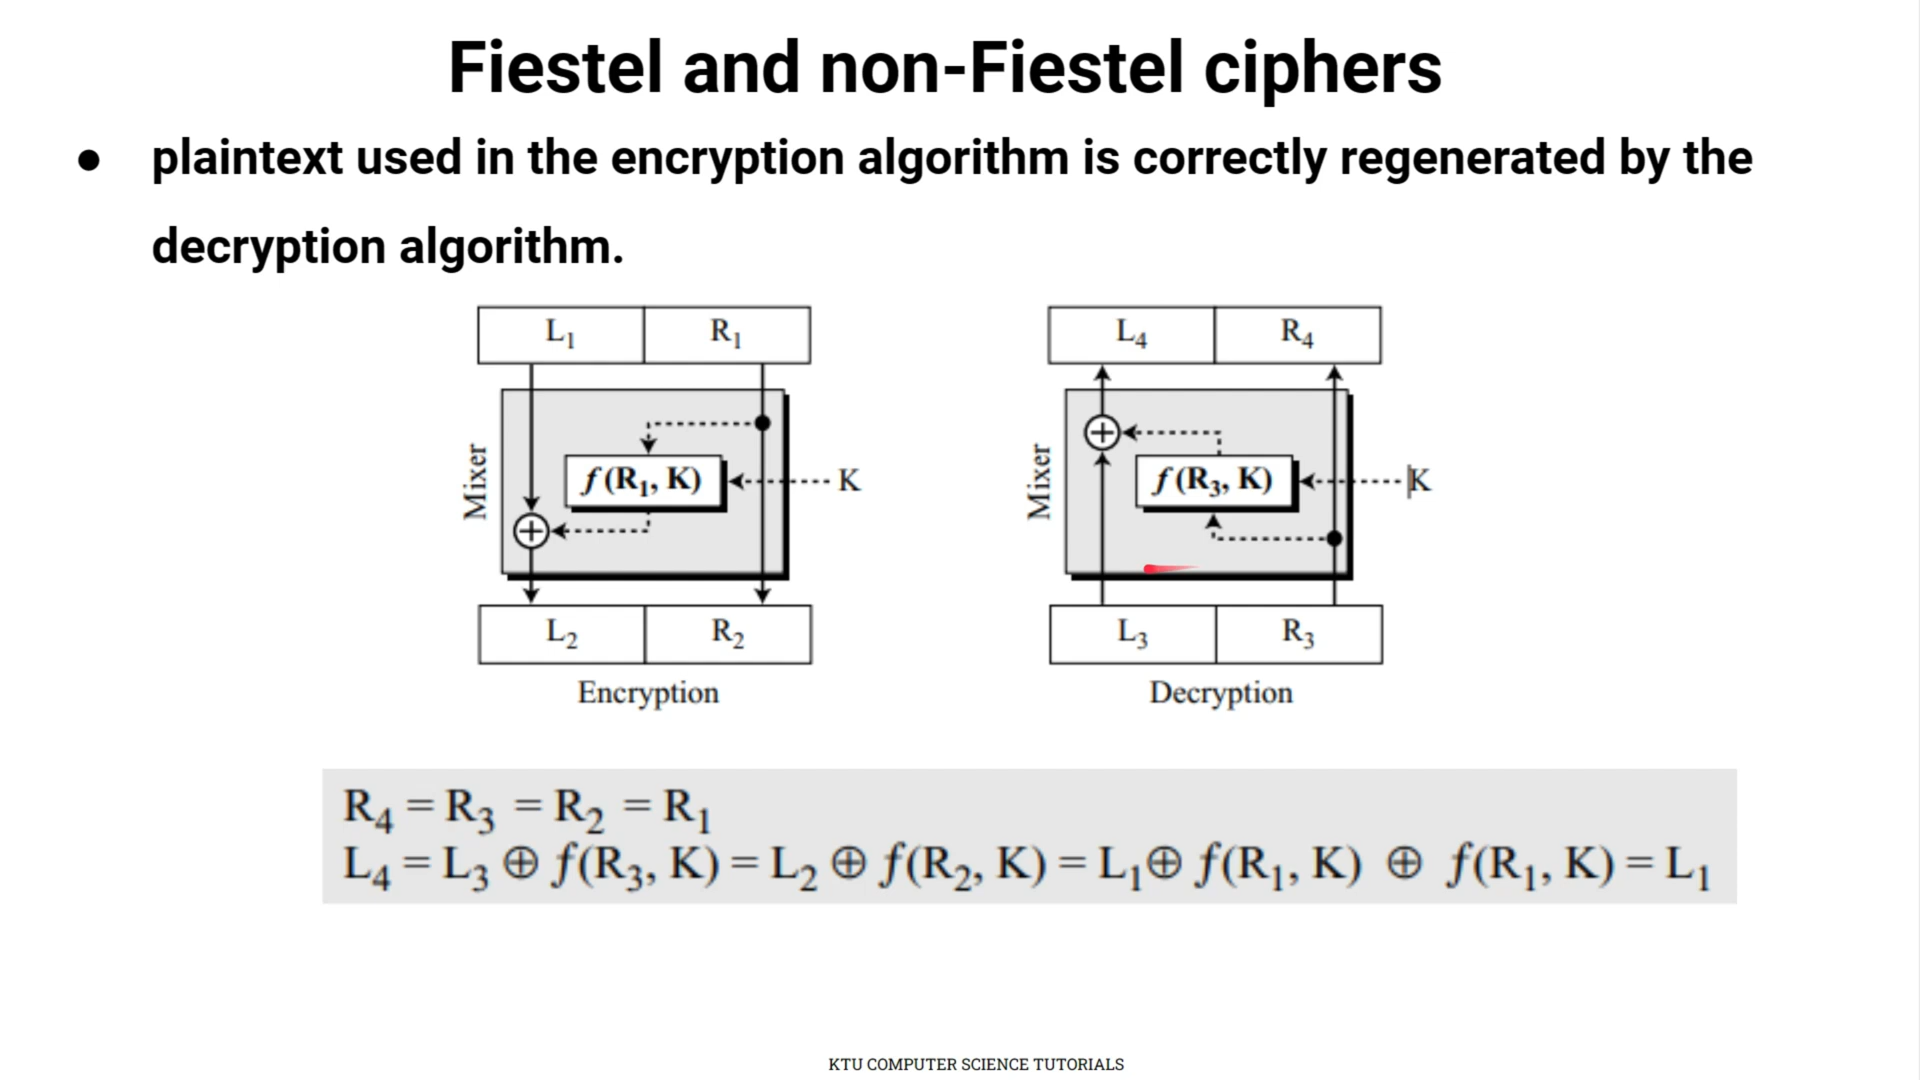 Fiestel and non-Fiestel ciphers
● plaintext used in the encryption algorithm is correctly regenerated by the
decryption algorithm.
L₁ R₁
Mixer
f (R₁, K)
K
L₂ R₂
Encryption
L₄ R₄
Mixer
f (R₃, K)
K
L₃ R₃
Decryption
R₄ = R₃ = R₂ = R₁
L₄ = L₃ ⊕ f(R₃, K) = L₂ ⊕ f(R₂, K) = L₁⊕ f(R₁, K) ⊕ f(R₁, K) = L₁
KTU COMPUTER SCIENCE TUTORIALS